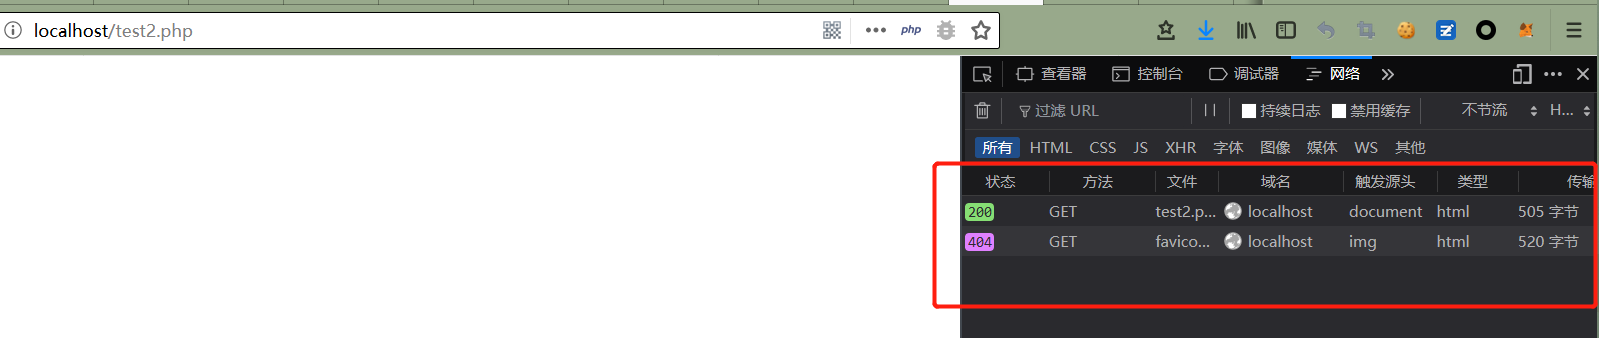 localhost/test2.php
php
查看器 控制台 调试器 网络
过滤 URL 持续日志 禁用缓存 不节流 H...
所有 HTML CSS JS XHR 字体 图像 媒体 WS 其他
状态 方法 文件 域名 触发源头 类型 传输
200 GET test2.p... localhost document html 505 字节
404 GET favico... localhost img html 520 字节